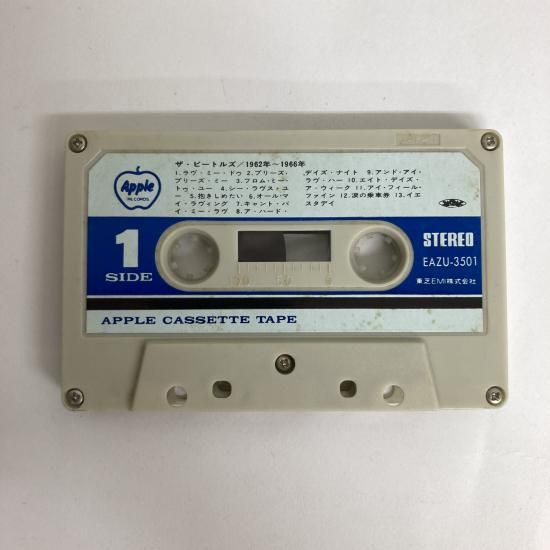 ザ・ビートルズ/1962年〜1966年
1.ラヴ・ミー・ドゥ 2.プリーズ・
プリーズ・ミー 3.フロム・ミー・
トゥ・ユー 4.シー・ラヴズ・ユ
ー 5.抱きしめたい 6.オール・マ
イ・ラヴィング 7.キャント・バ
イ・ミー・ラヴ 8.ア・ハード・
デイズ・ナイト 9.アンド・アイ・
ラヴ・ハー 10.エイト・デイズ・
ア・ウィーク 11.アイ・フィール・
ファイン 12.涙の乗車券 13.イエ
スタデイ
Apple
RECORDS
1
SIDE
STEREO
EAZU-3501
東芝EMI株式会社
100 50 0
APPLE CASSETTE TAPE